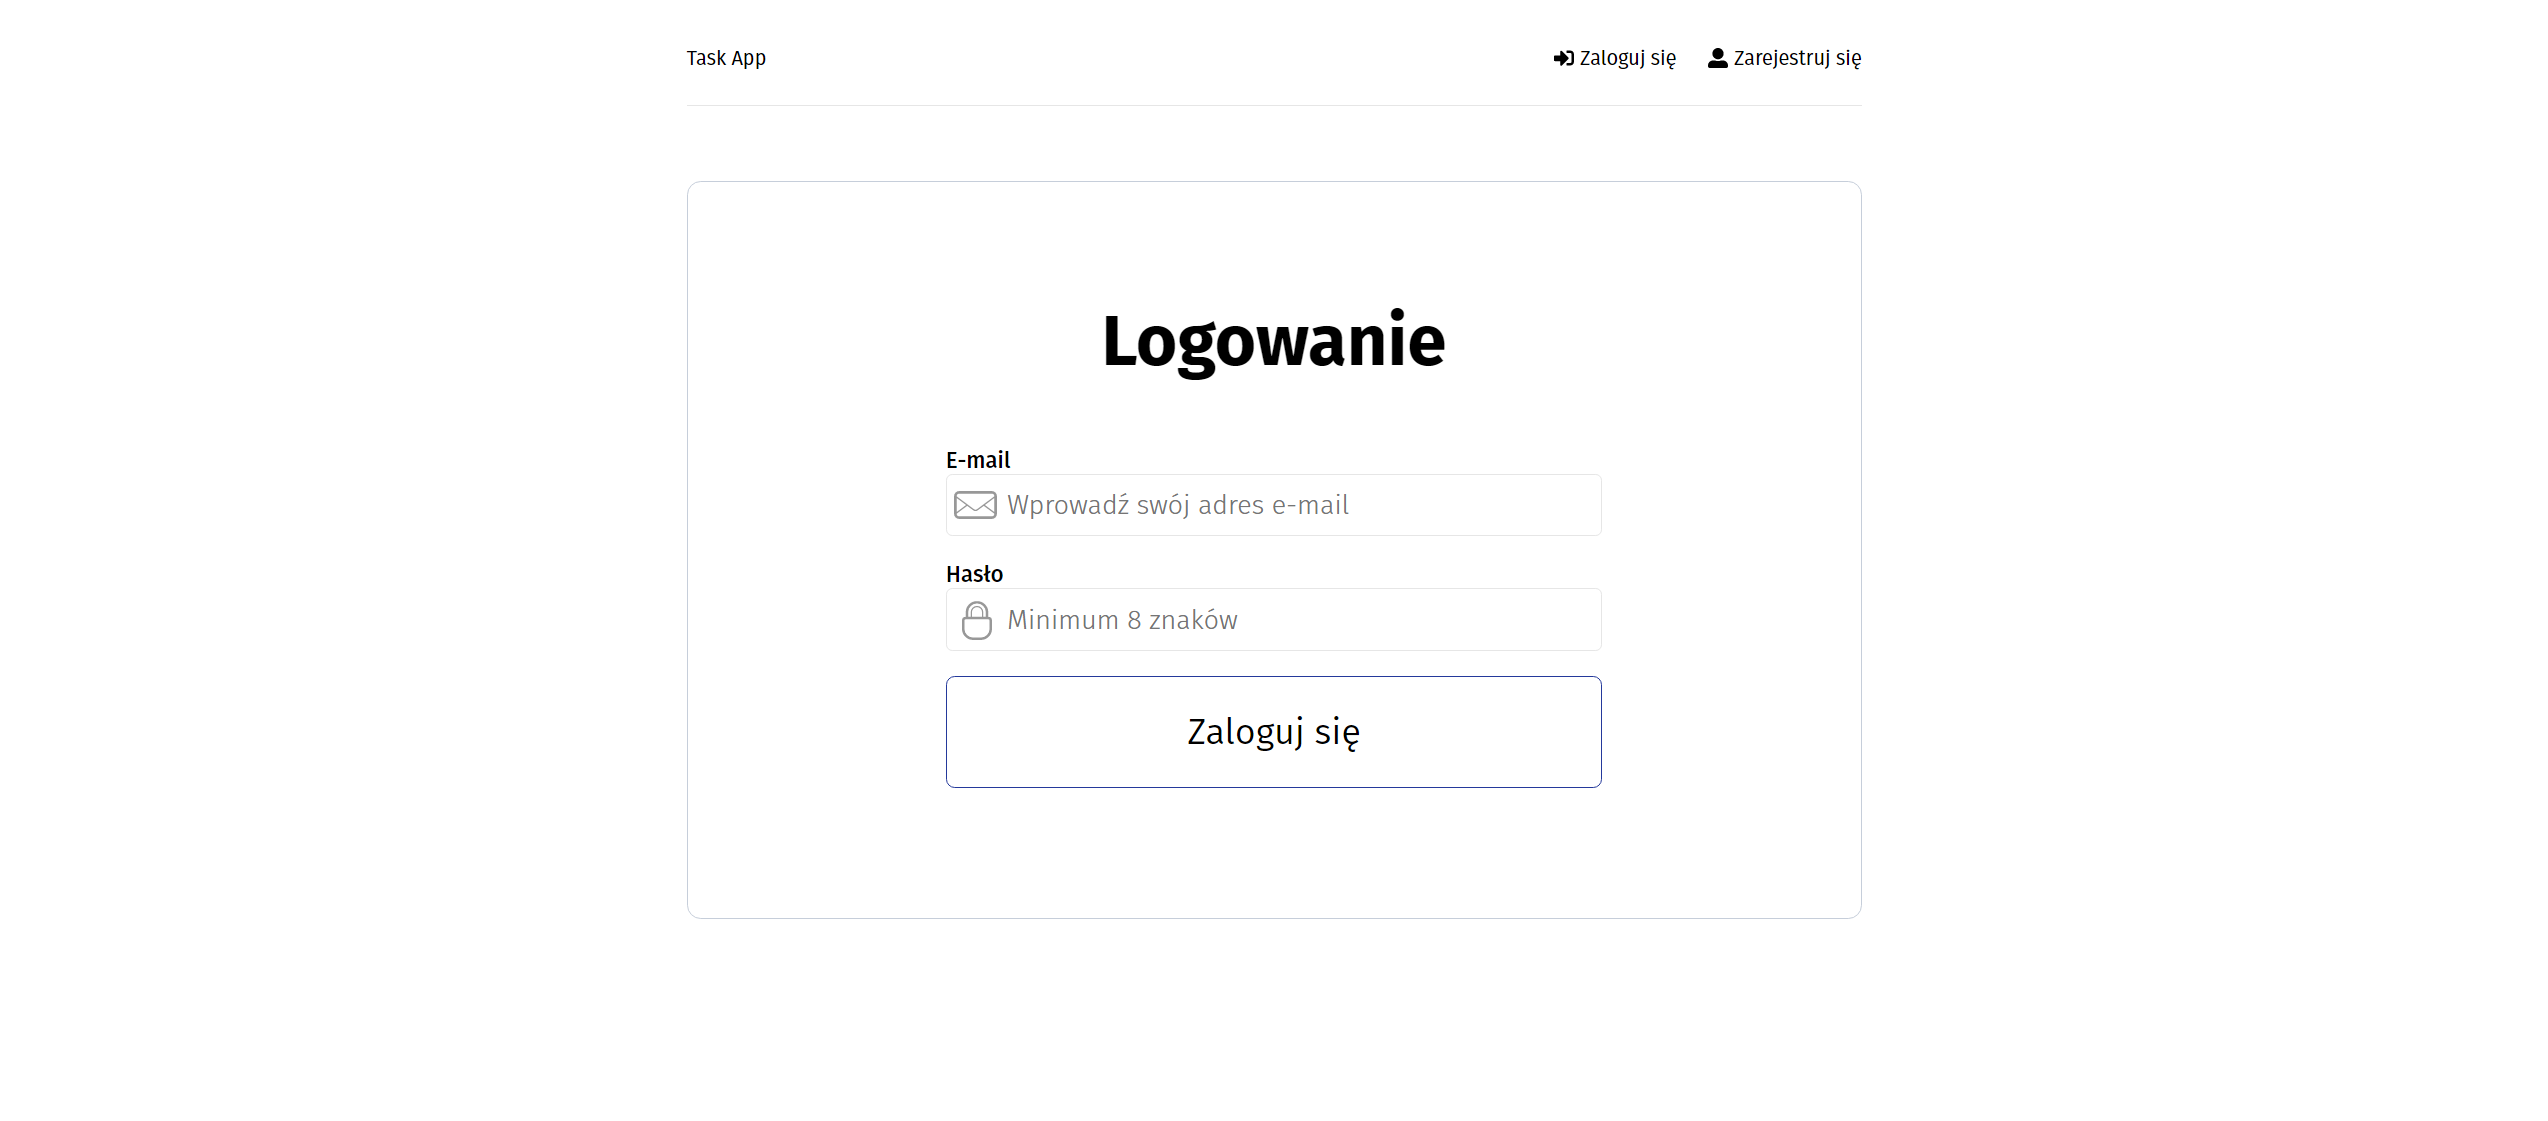 Task App
Zaloguj się
Zarejestruj się
Logowanie
E-mail
Wprowadź swój adres e-mail
Hasło
Minimum 8 znaków
Zaloguj się